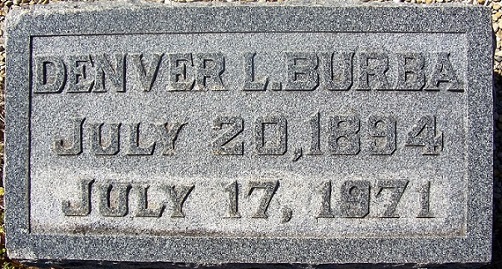 DENVER L. BURBA
JULY 20, 1894
JULY 17, 1971